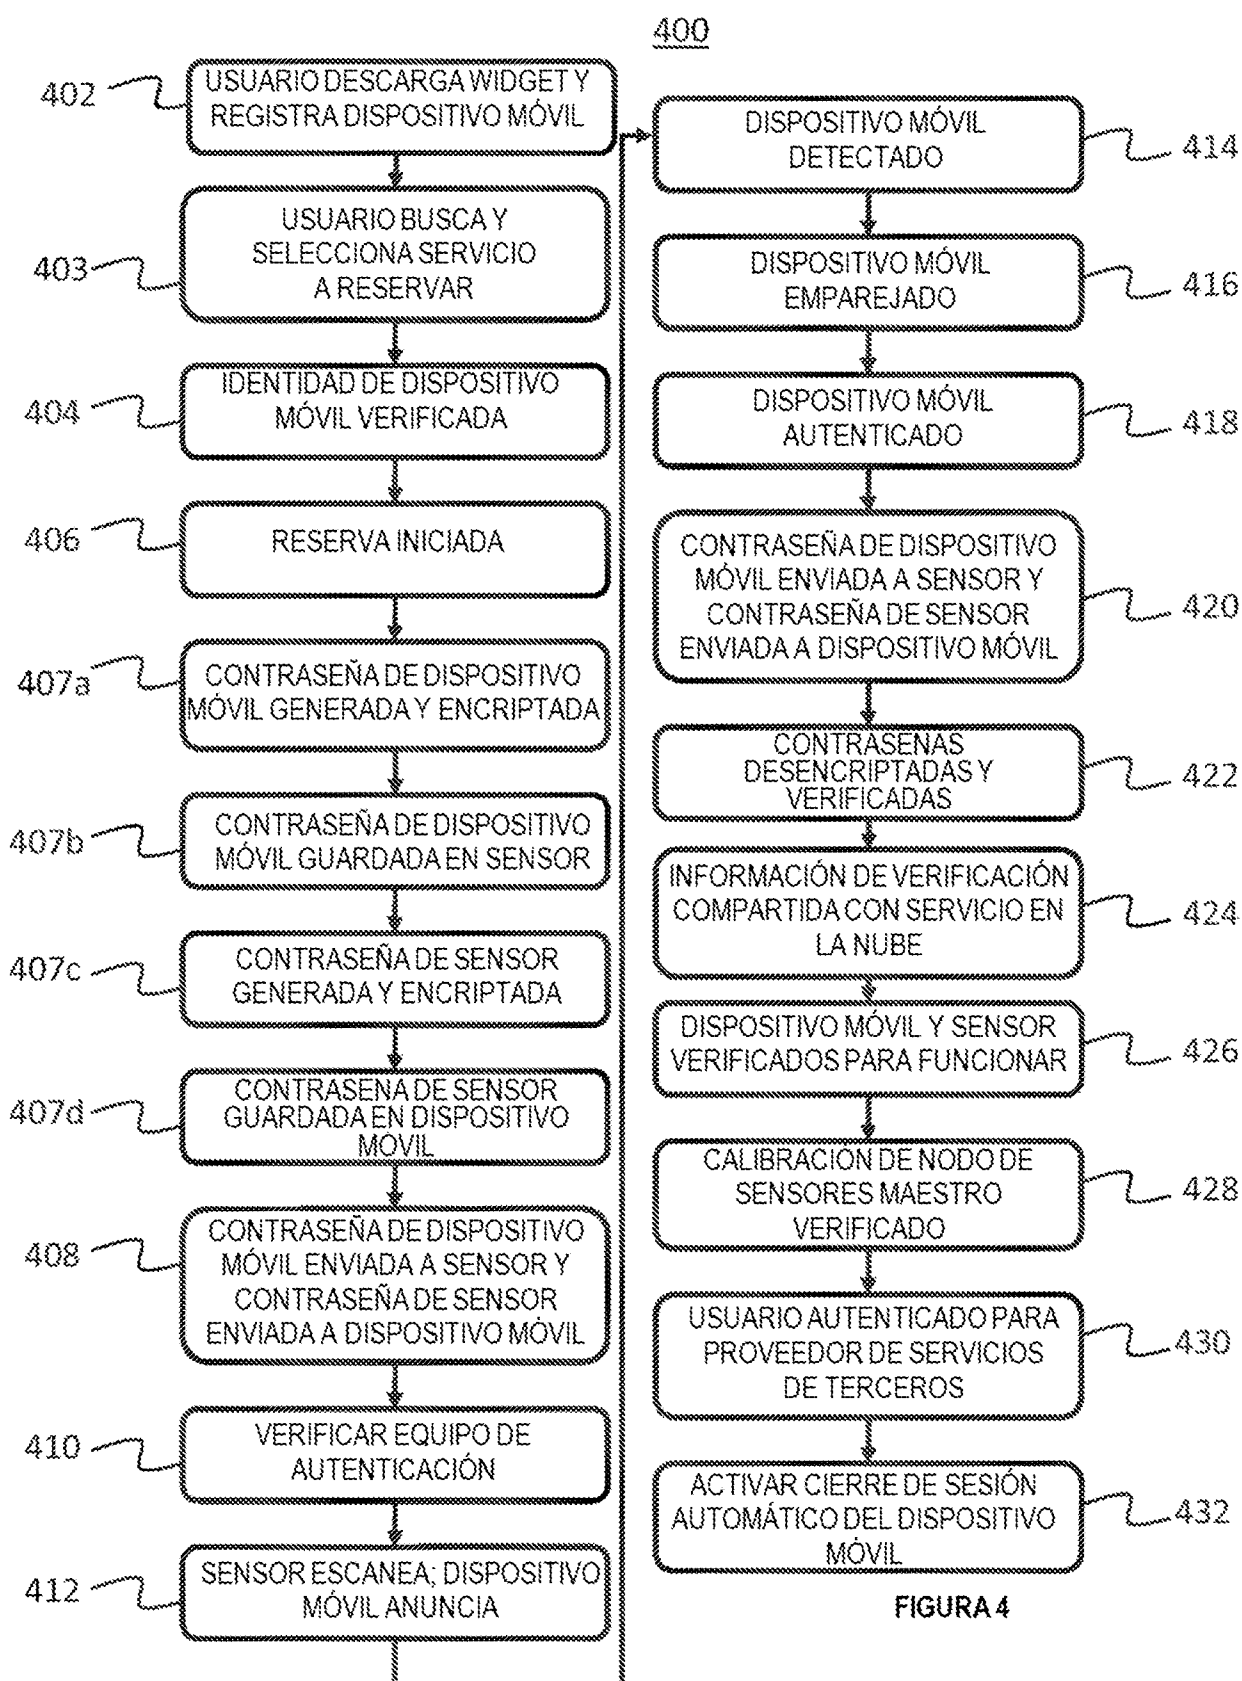 400
402
USUARIO DESCARGA WIDGET Y
REGISTRA DISPOSITIVO MÓVIL
403
USUARIO BUSCA Y
SELECCIONA SERVICIO
A RESERVAR
404
IDENTIDAD DE DISPOSITIVO
MÓVIL VERIFICADA
406
RESERVA INICIADA
407a
CONTRASEÑA DE DISPOSITIVO
MÓVIL GENERADA Y ENCRIPTADA
407b
CONTRASEÑA DE DISPOSITIVO
MÓVIL GUARDADA EN SENSOR
407c
CONTRASEÑA DE SENSOR
GENERADA Y ENCRIPTADA
407d
CONTRASEÑA DE SENSOR
GUARDADA EN DISPOSITIVO
MÓVIL
408
CONTRASEÑA DE DISPOSITIVO
MÓVIL ENVIADA A SENSOR Y
CONTRASEÑA DE SENSOR
ENVIADA A DISPOSITIVO MÓVIL
410
VERIFICAR EQUIPO DE
AUTENTICACIÓN
412
SENSOR ESCANEA; DISPOSITIVO
MÓVIL ANUNCIA
DISPOSITIVO MÓVIL
DETECTADO
414
DISPOSITIVO MÓVIL
EMPAREJADO
416
DISPOSITIVO MÓVIL
AUTENTICADO
418
CONTRASEÑA DE DISPOSITIVO
MÓVIL ENVIADA A SENSOR Y
CONTRASEÑA DE SENSOR
ENVIADA A DISPOSITIVO MÓVIL
420
CONTRASEÑAS
DESENCRIPTADAS Y
VERIFICADAS
422
INFORMACIÓN DE VERIFICACIÓN
COMPARTIDA CON SERVICIO EN
LA NUBE
424
DISPOSITIVO MÓVIL Y SENSOR
VERIFICADOS PARA FUNCIONAR
426
CALIBRACIÓN DE NODO DE
SENSORES MAESTRO
VERIFICADO
428
USUARIO AUTENTICADO PARA
PROVEEDOR DE SERVICIOS
DE TERCEROS
430
ACTIVAR CIERRE DE SESIÓN
AUTOMÁTICO DEL DISPOSITIVO
MÓVIL
432
FIGURA 4